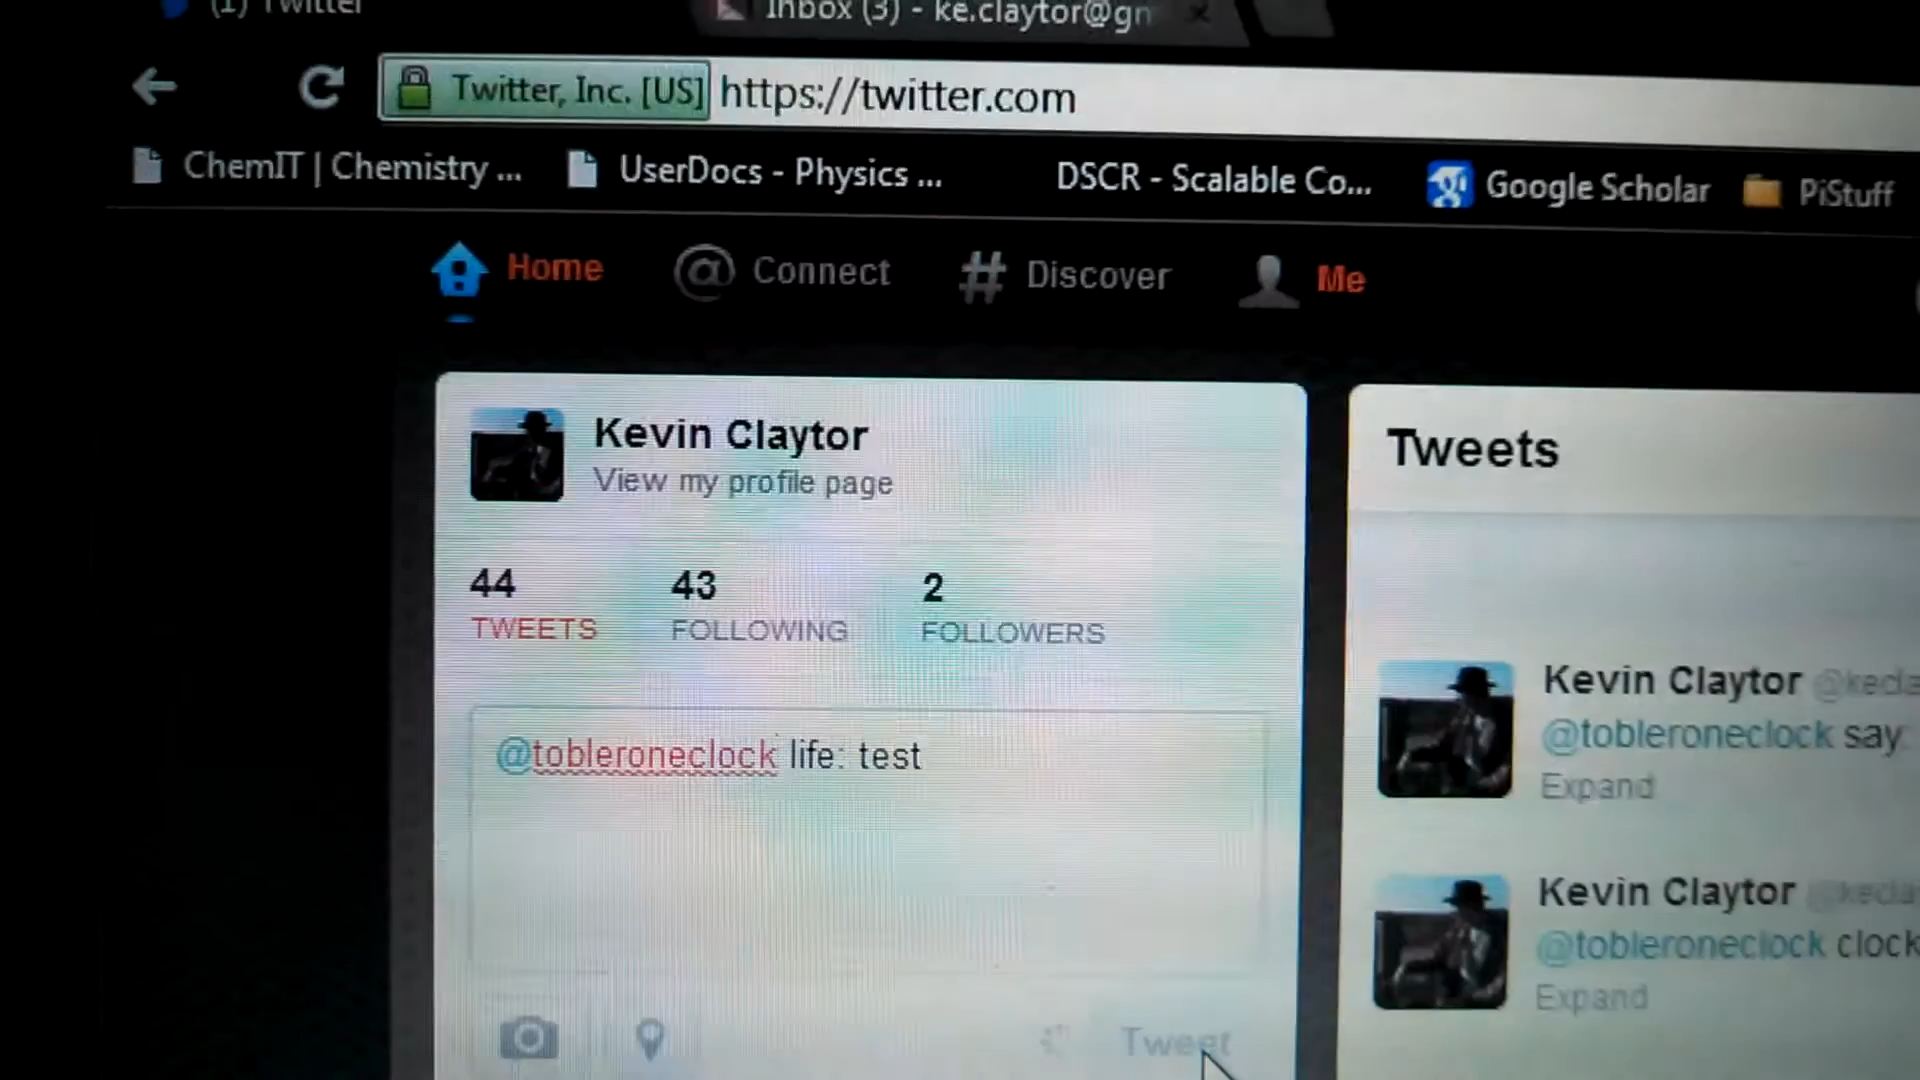 (1) Twitter
Inbox (3) - ke.claytor@gm
Twitter, Inc. [US] https://twitter.com
ChemIT | Chemistry ...
UserDocs - Physics ...
DSCR - Scalable Co...
Google Scholar
PiStuff
Home
@ Connect
# Discover
Me
Kevin Claytor
View my profile page
44
TWEETS
43
FOLLOWING
2
FOLLOWERS
@tobleroneclock life: test
Tweet
Tweets
Kevin Claytor
@tobleroneclock say
Expand
Kevin Claytor
@tobleroneclock clock
Expand